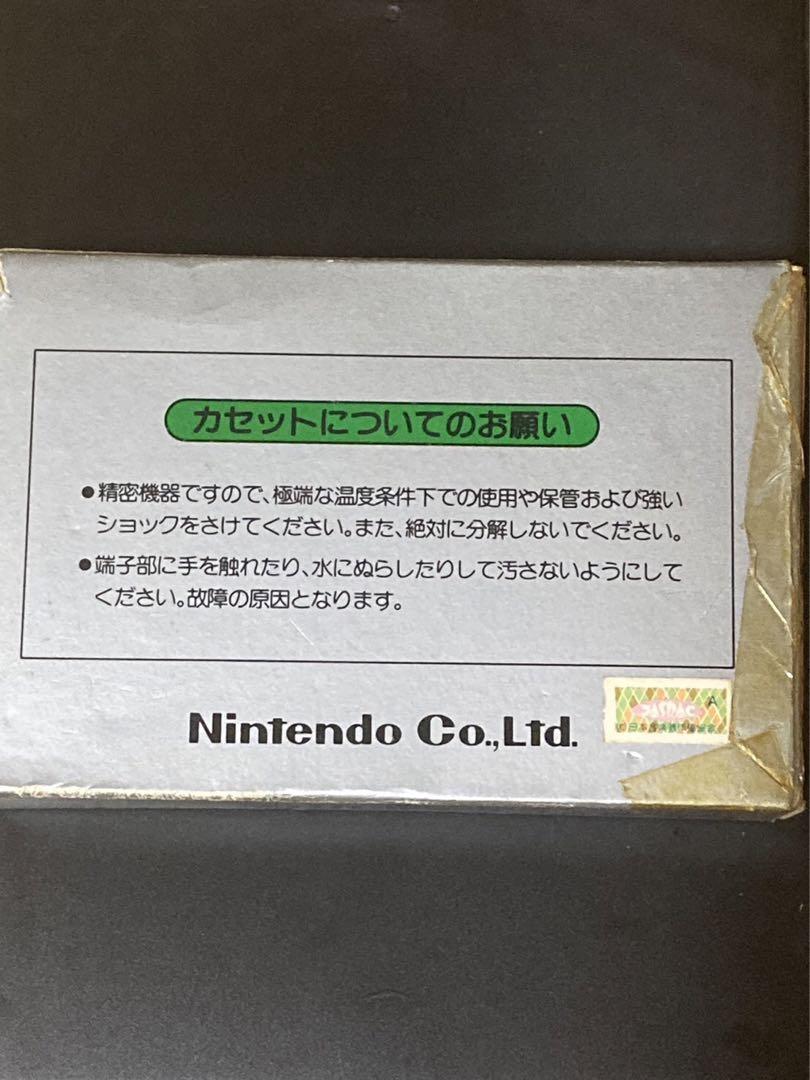 カセットについてのお願い
●精密機器ですので、極端な温度条件下での使用や保管および強い
ショックをさけてください。また、絶対に分解しないでください。
●端子部に手を触れたり、水にぬらしたりして汚さないようにして
ください。故障の原因となります。
Nintendo Co.,Ltd.
JASRAC
A